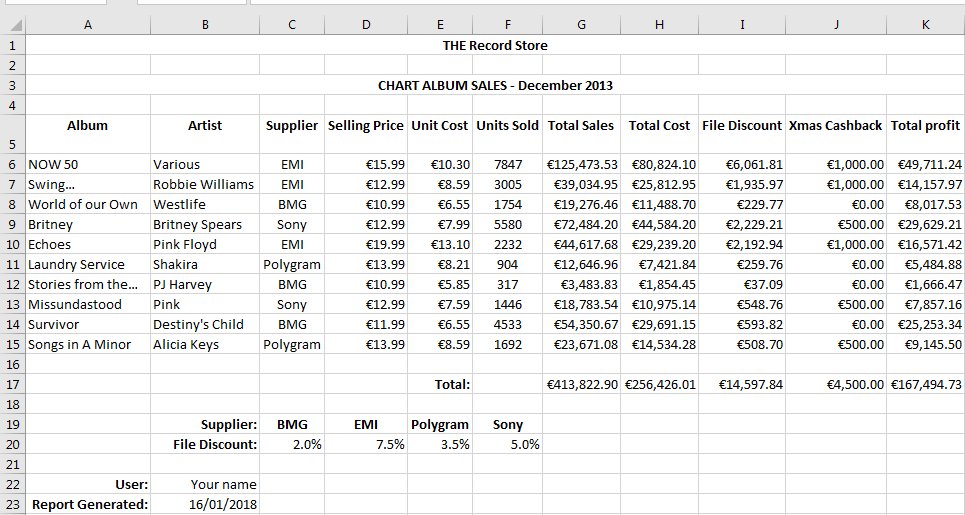 A B C D E F G H I J K
1 THE Record Store
2
3 CHART ALBUM SALES - December 2013
4
5 Album Artist Supplier Selling Price Unit Cost Units Sold Total Sales Total Cost File Discount Xmas Cashback Total profit
6 NOW 50 Various EMI €15.99 €10.30 7847 €125,473.53 €80,824.10 €6,061.81 €1,000.00 €49,711.24
7 Swing... Robbie Williams EMI €12.99 €8.59 3005 €39,034.95 €25,812.95 €1,935.97 €1,000.00 €14,157.97
8 World of our Own Westlife BMG €10.99 €6.55 1754 €19,276.46 €11,488.70 €229.77 €0.00 €8,017.53
9 Britney Britney Spears Sony €12.99 €7.99 5580 €72,484.20 €44,584.20 €2,229.21 €500.00 €29,629.21
10 Echoes Pink Floyd EMI €19.99 €13.10 2232 €44,617.68 €29,239.20 €2,192.94 €1,000.00 €16,571.42
11 Laundry Service Shakira Polygram €13.99 €8.21 904 €12,646.96 €7,421.84 €259.76 €0.00 €5,484.88
12 Stories from the... PJ Harvey BMG €10.99 €5.85 317 €3,483.83 €1,854.45 €37.09 €0.00 €1,666.47
13 Missundastood Pink Sony €12.99 €7.59 1446 €18,783.54 €10,975.14 €548.76 €500.00 €7,857.16
14 Survivor Destiny's Child BMG €11.99 €6.55 4533 €54,350.67 €29,691.15 €593.82 €0.00 €25,253.34
15 Songs in A Minor Alicia Keys Polygram €13.99 €8.59 1692 €23,671.08 €14,534.28 €508.70 €500.00 €9,145.50
16
17 Total: €413,822.90 €256,426.01 €14,597.84 €4,500.00 €167,494.73
18
19 Supplier: BMG EMI Polygram Sony
20 File Discount: 2.0% 7.5% 3.5% 5.0%
21
22 User: Your name
23 Report Generated: 16/01/2018